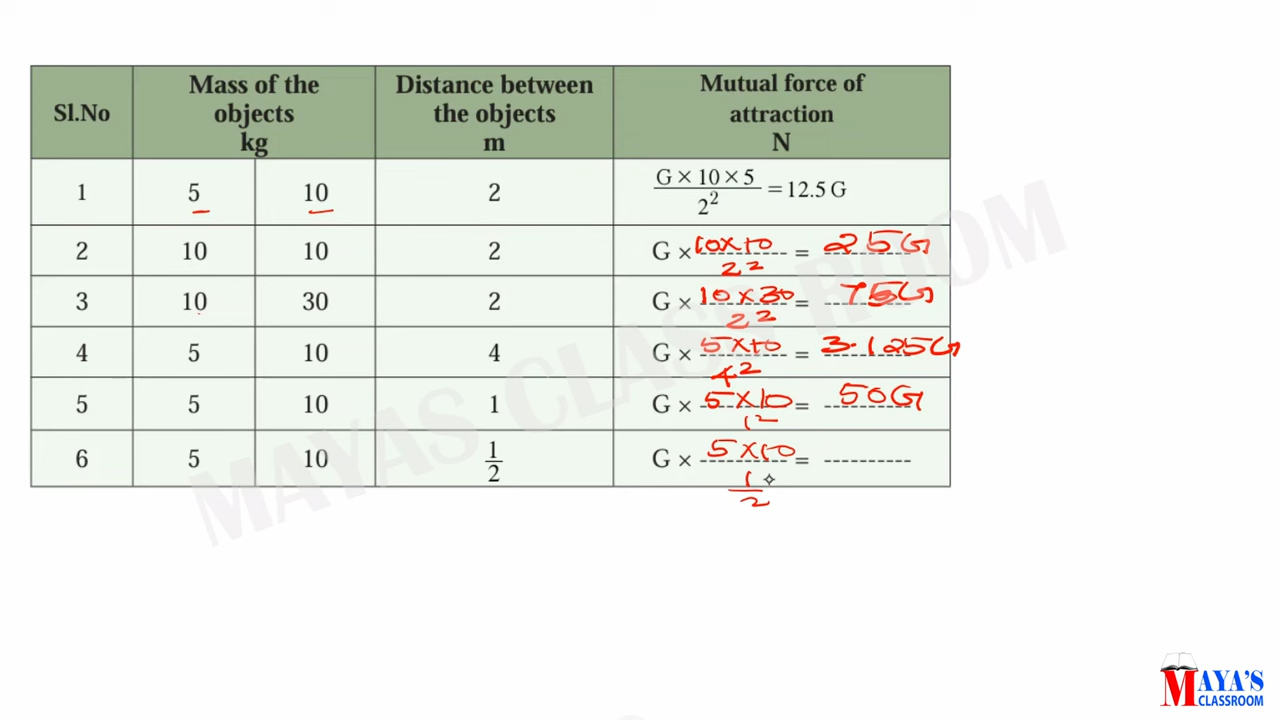 Sl.No Mass of the objects kg Distance between the objects m Mutual force of attraction N
1 5 10 2 G × 10 × 5 / 2² = 12.5 G
2 10 10 2 G × 10×10 / 2² = 25G
3 10 30 2 G × 10×30 / 2² = 75G
4 5 10 4 G × 5×10 / 4² = 3.125G
5 5 10 1 G × 5×10 / 1² = 50G
6 5 10 1/2 G × 5×10 / 1/2 = ----------
MAYAS CLASS ROOM
MAYA'S
CLASSROOM